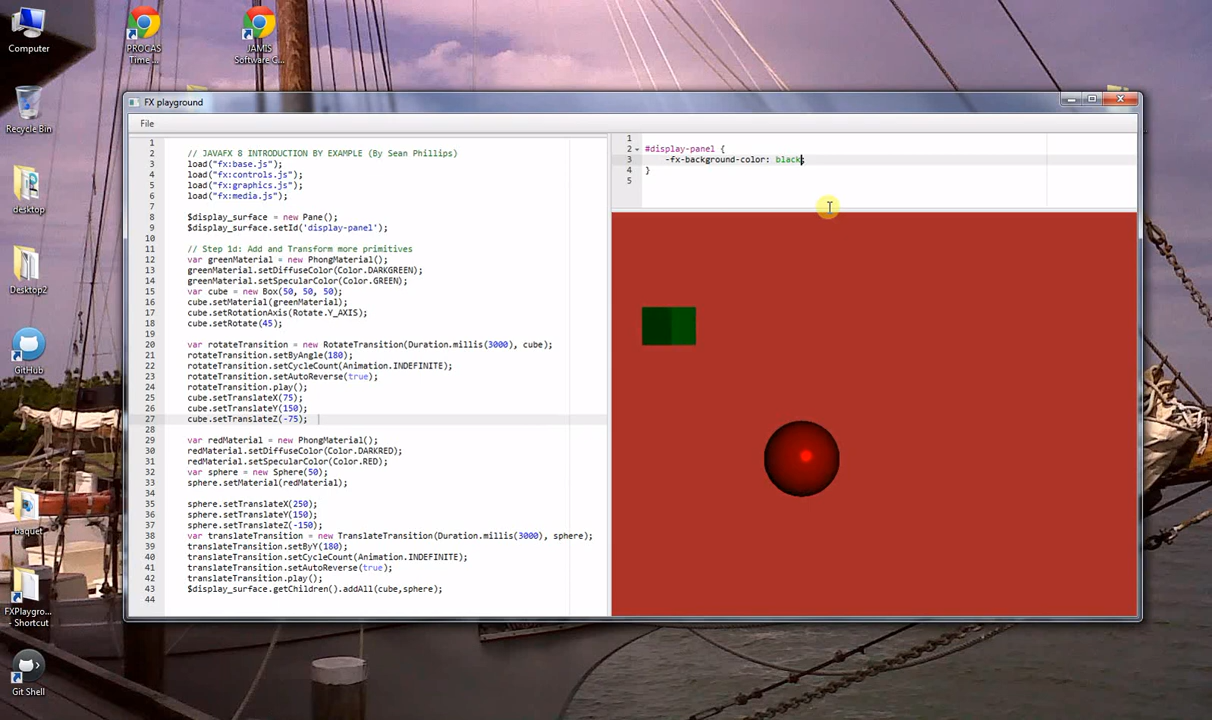 Computer
PROCAS
Time ...
JAMIS
Software C...
Recycle Bin
desktop
Desktop2
GitHub
baquet
FXPlaygro...
- Shortcut
Git Shell
FX playground
File
1
2 // JAVAFX 8 INTRODUCTION BY EXAMPLE (By Sean Phillips)
3 load("fx:base.js");
4 load("fx:controls.js");
5 load("fx:graphics.js");
6 load("fx:media.js");
7
8 $display_surface = new Pane();
9 $display_surface.setId('display-panel');
10
11 // Step 1d: Add and Transform more primitives
12 var greenMaterial = new PhongMaterial();
13 greenMaterial.setDiffuseColor(Color.DARKGREEN);
14 greenMaterial.setSpecularColor(Color.GREEN);
15 var cube = new Box(50, 50, 50);
16 cube.setMaterial(greenMaterial);
17 cube.setRotationAxis(Rotate.Y_AXIS);
18 cube.setRotate(45);
19
20 var rotateTransition = new RotateTransition(Duration.millis(3000), cube);
21 rotateTransition.setByAngle(180);
22 rotateTransition.setCycleCount(Animation.INDEFINITE);
23 rotateTransition.setAutoReverse(true);
24 rotateTransition.play();
25 cube.setTranslateX(75);
26 cube.setTranslateY(150);
27 cube.setTranslateZ(-75);
28
29 var redMaterial = new PhongMaterial();
30 redMaterial.setDiffuseColor(Color.DARKRED);
31 redMaterial.setSpecularColor(Color.RED);
32 var sphere = new Sphere(50);
33 sphere.setMaterial(redMaterial);
34
35 sphere.setTranslateX(250);
36 sphere.setTranslateY(150);
37 sphere.setTranslateZ(-150);
38 var translateTransition = new TranslateTransition(Duration.millis(3000), sphere);
39 translateTransition.setByY(180);
40 translateTransition.setCycleCount(Animation.INDEFINITE);
41 translateTransition.setAutoReverse(true);
42 translateTransition.play();
43 $display_surface.getChildren().addAll(cube,sphere);
44
1
2 #display-panel {
3 -fx-background-color: black;
4 }
5